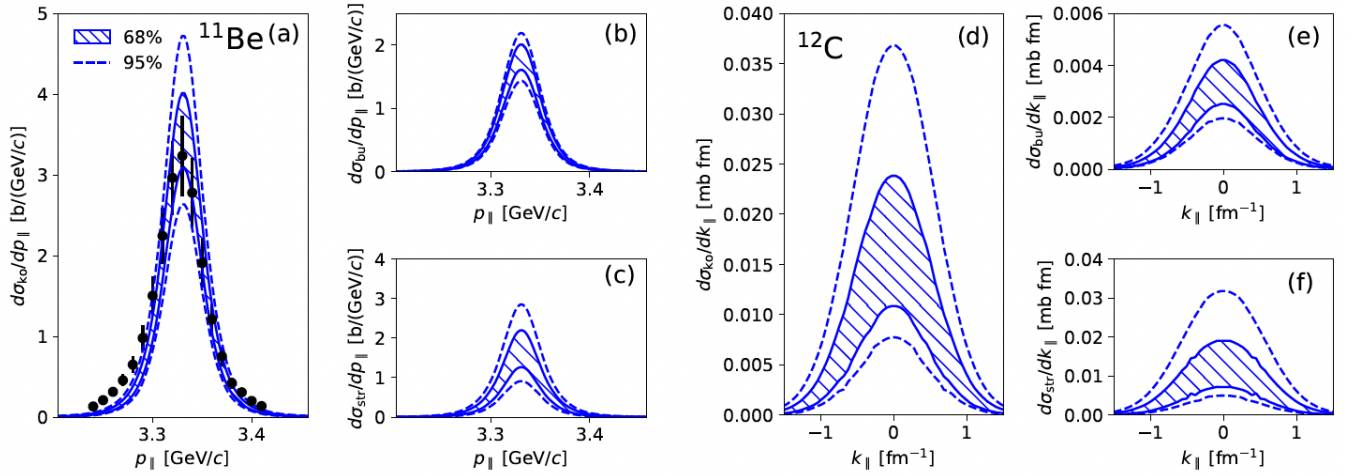 5
4
3
2
1
0
3.3
3.4
dσko/dp∥ [b/(GeV/c)]
p∥ [GeV/c]
68%
95%
¹¹Be
(a)
2
1
0
3.3
3.4
dσbu/dp∥ [b/(GeV/c)]
p∥ [GeV/c]
(b)
4
3
2
1
0
3.3
3.4
dσstr/dp∥ [b/(GeV/c)]
p∥ [GeV/c]
(c)
0.040
0.035
0.030
0.025
0.020
0.015
0.010
0.005
0.000
−1
0
1
dσko/dk∥ [mb fm]
k∥ [fm⁻¹]
¹²C
(d)
0.006
0.004
0.002
0.000
−1
0
1
dσbu/dk∥ [mb fm]
k∥ [fm⁻¹]
(e)
0.04
0.03
0.02
0.01
0.00
−1
0
1
dσstr/dk∥ [mb fm]
k∥ [fm⁻¹]
(f)